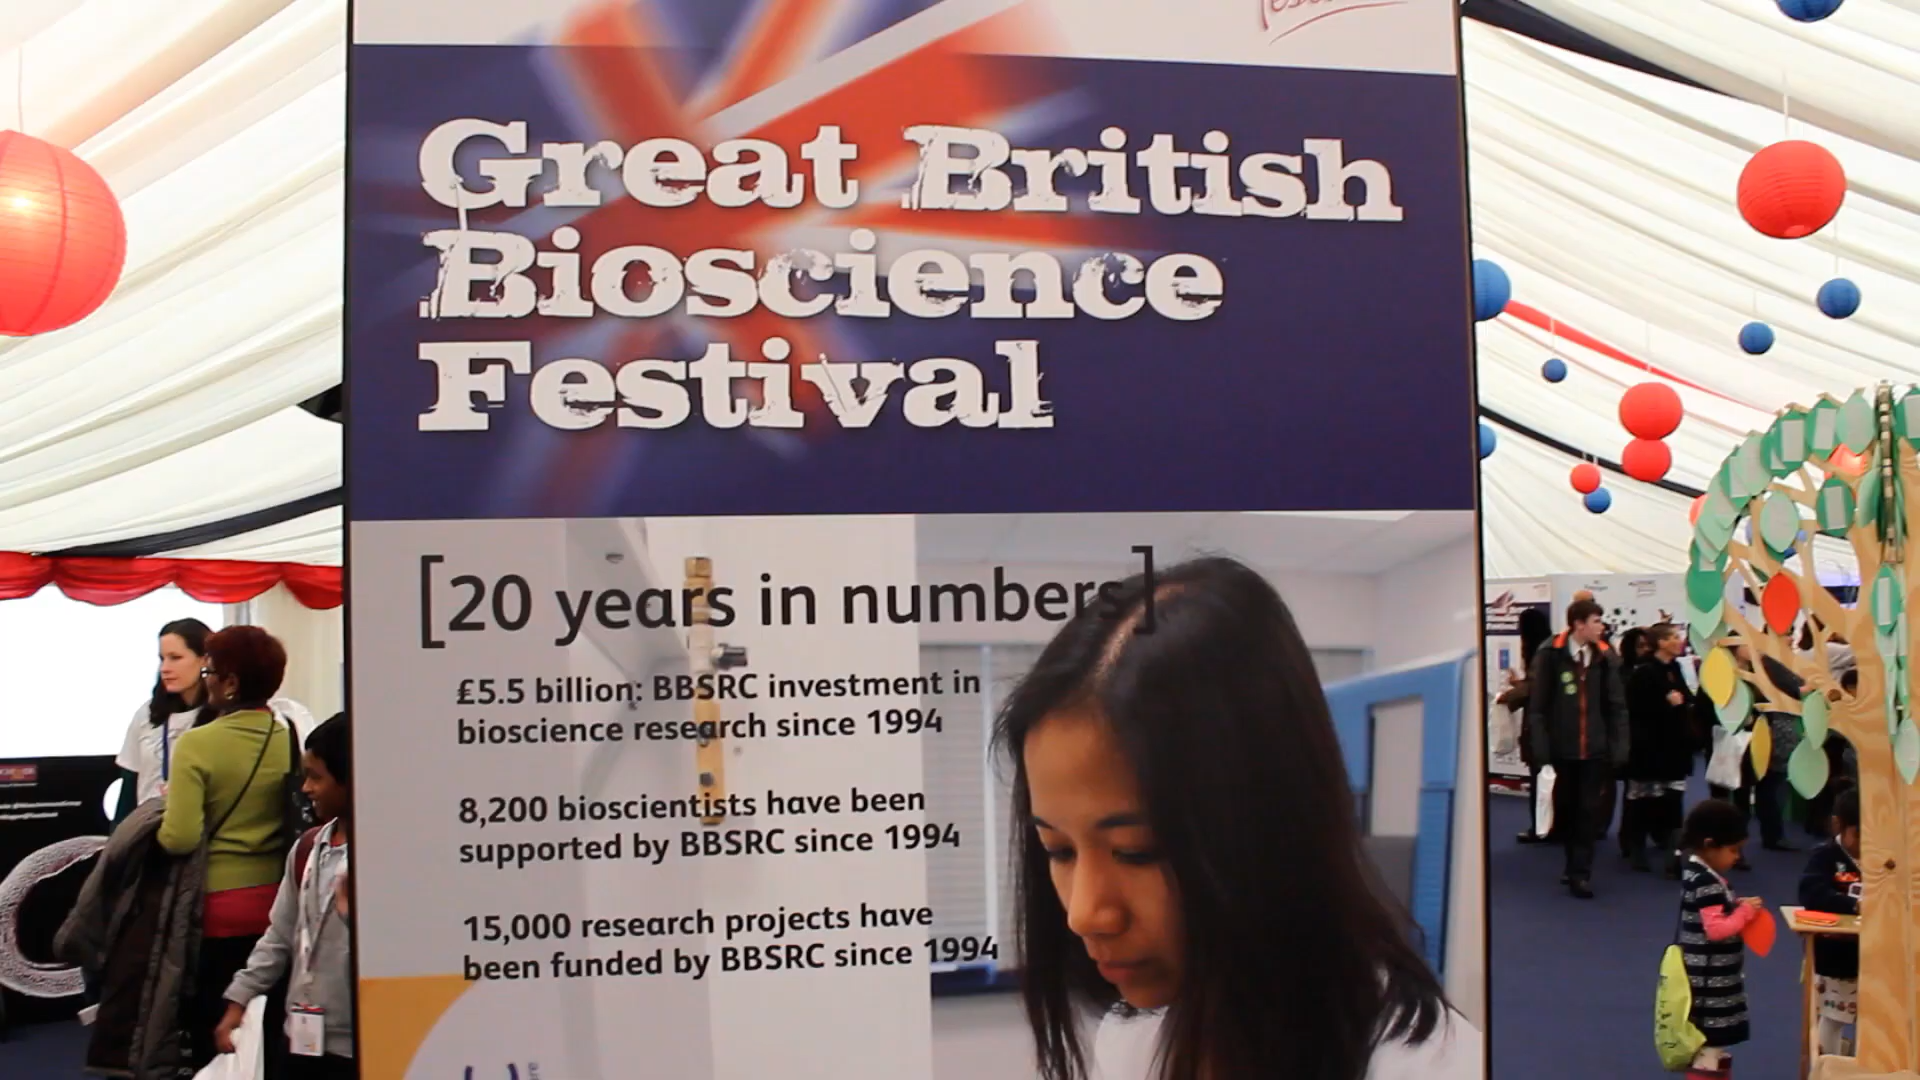 Great British
Bioscience
Festival
[20 years in numbers]
£5.5 billion: BBSRC investment in
bioscience research since 1994
8,200 bioscientists have been
supported by BBSRC since 1994
15,000 research projects have
been funded by BBSRC since 1994